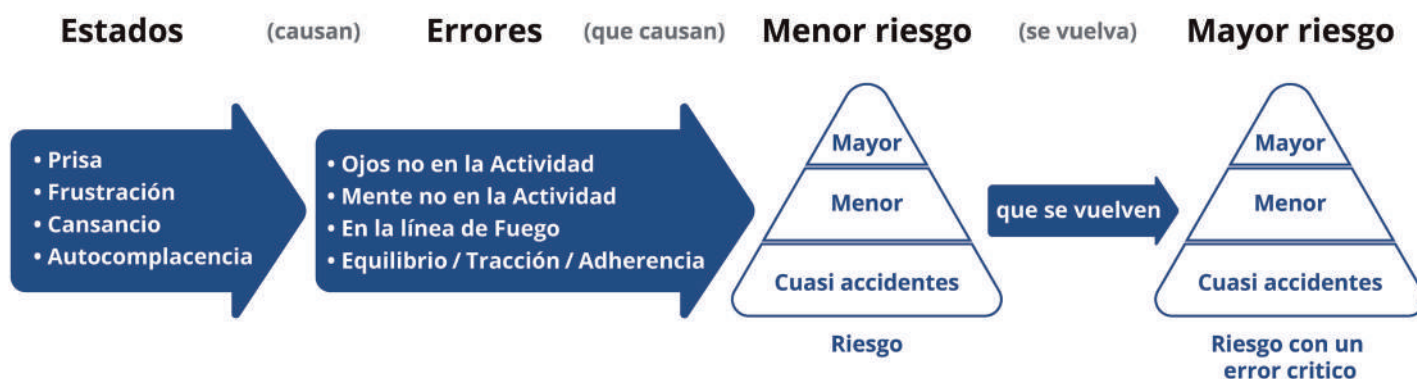 Estados (causan) Errores (que causan) Menor riesgo (se vuelva) Mayor riesgo
• Prisa
• Frustración
• Cansancio
• Autocomplacencia
• Ojos no en la Actividad
• Mente no en la Actividad
• En la línea de Fuego
• Equilibrio / Tracción / Adherencia
Mayor
Menor
Cuasi accidentes
Riesgo
que se vuelven
Mayor
Menor
Cuasi accidentes
Riesgo con un
error critico